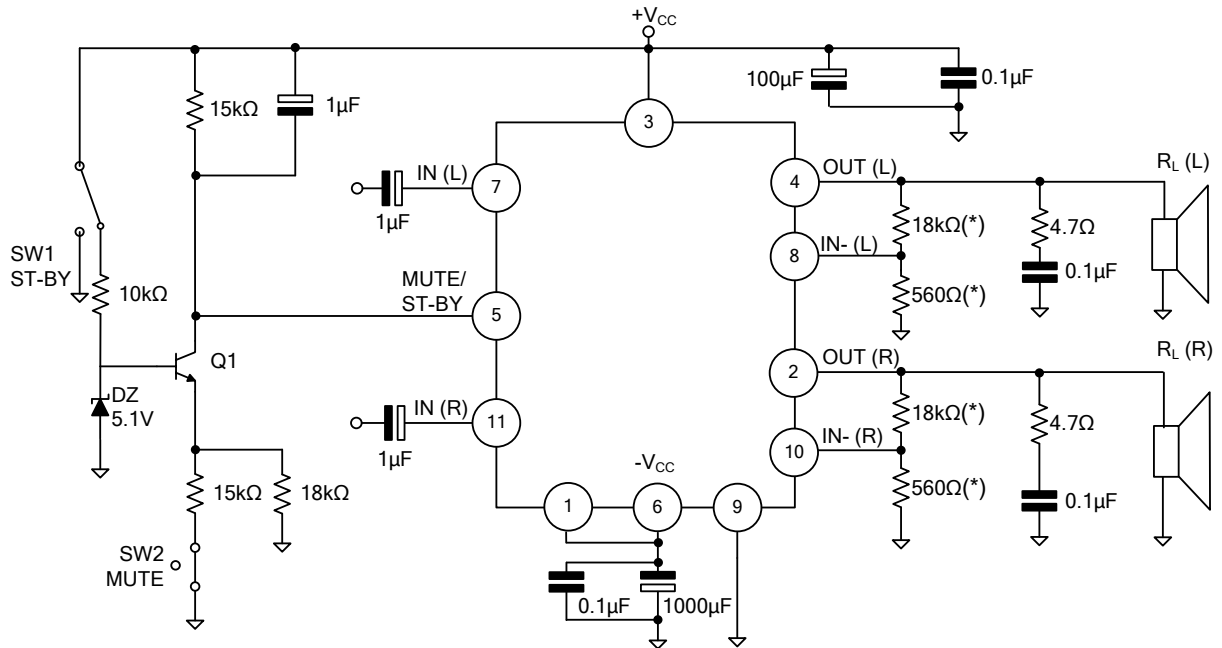 +VCC
15kΩ
1µF
100µF
0.1µF
3
IN (L)
7
1µF
4
OUT (L)
RL (L)
18kΩ(*)
4.7Ω
8
IN- (L)
0.1µF
560Ω(*)
SW1
ST-BY
10kΩ
MUTE/
ST-BY
5
Q1
DZ
5.1V
2
OUT (R)
RL (R)
18kΩ(*)
4.7Ω
IN (R)
11
1µF
10
IN- (R)
560Ω(*)
0.1µF
15kΩ
18kΩ
-VCC
1
6
9
SW2
MUTE
0.1µF
1000µF